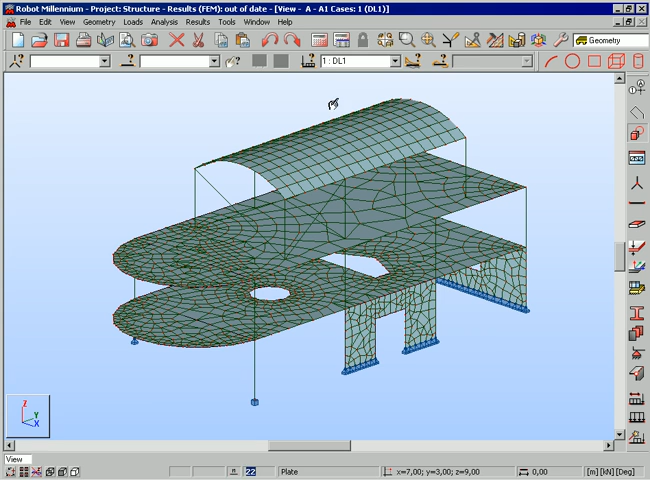 Robot Millennium - Project: Structure - Results (FEM): out of date - [View - A - A1 Cases: 1 (DL1)]
File Edit View Geometry Loads Analysis Results Tools Window Help
Geometry
1 : DL1
Z
Y
X
View
22 Plate x=7,00; y=3,00; z=9,00 0,00 [m] [kN] [Deg]